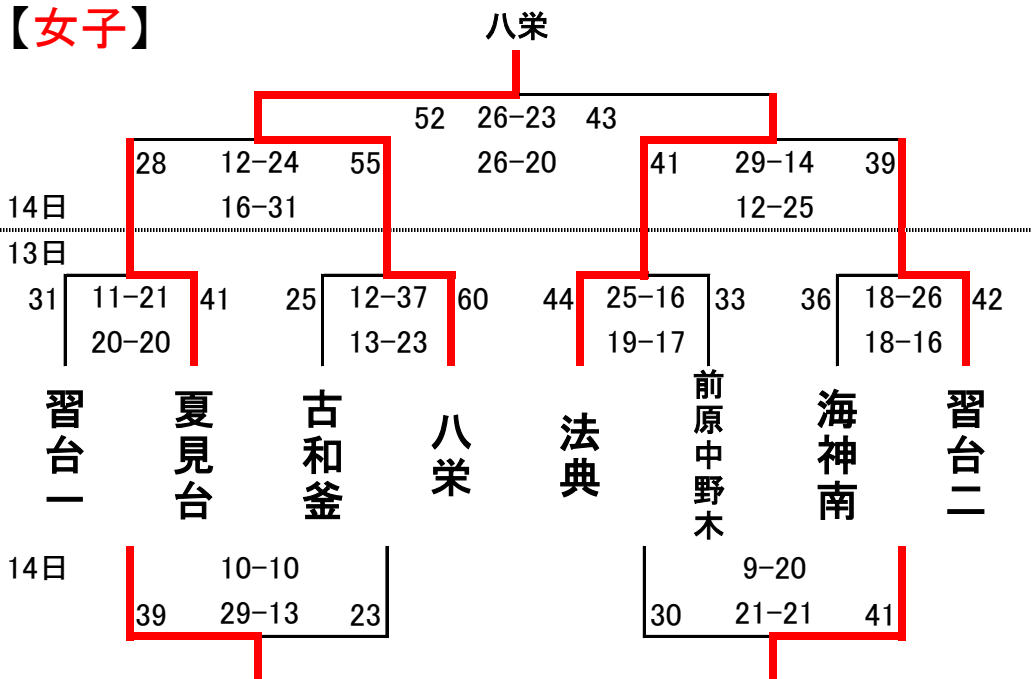 【女子】
八栄
52 26-23 43
26-20
28 12-24 55
16-31
41 29-14 39
12-25
14日
13日
31 11-21 41
20-20
25 12-37 60
13-23
44 25-16 33
19-17
36 18-26 42
18-16
習台一
夏見台
古和釜
八栄
法典
前原中野木
海神南
習台二
14日
10-10
39 29-13 23
9-20
30 21-21 41